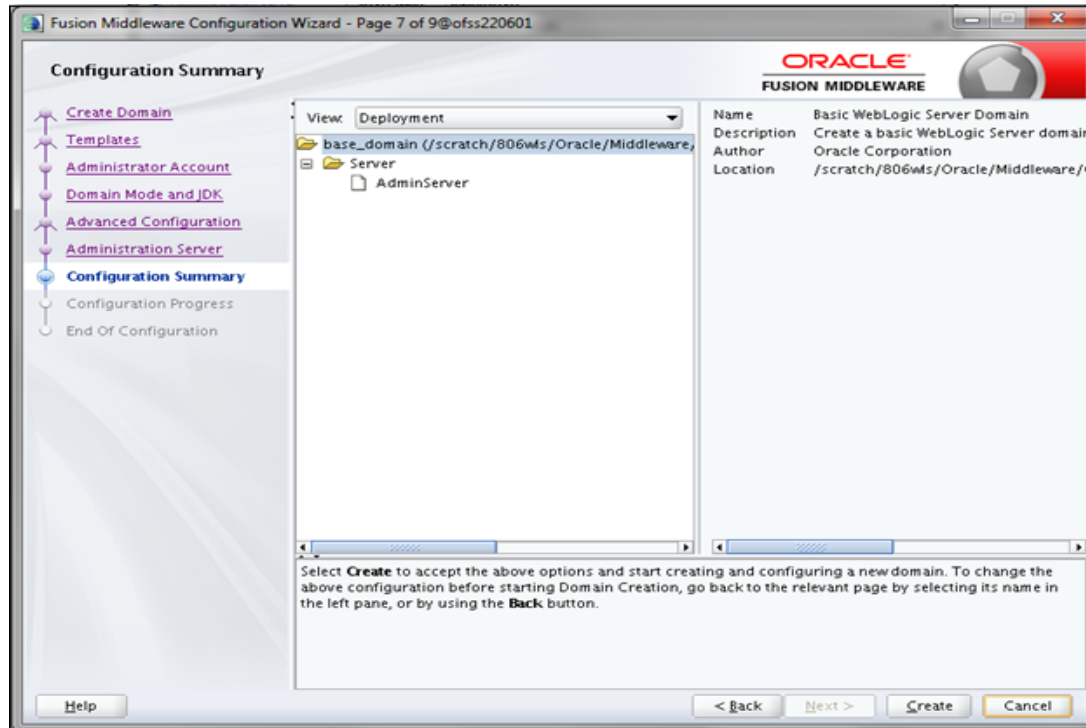 Fusion Middleware Configuration Wizard - Page 7 of 9@ofss220601
Configuration Summary
ORACLE
FUSION MIDDLEWARE
Create Domain
Templates
Administrator Account
Domain Mode and JDK
Advanced Configuration
Administration Server
Configuration Summary
Configuration Progress
End Of Configuration
View: Deployment
base_domain (/scratch/806wls/Oracle/Middleware/
Server
AdminServer
Name Basic WebLogic Server Domain
Description Create a basic WebLogic Server domain
Author Oracle Corporation
Location /scratch/806wls/Oracle/Middleware/
Select Create to accept the above options and start creating and configuring a new domain. To change the
above configuration before starting Domain Creation, go back to the relevant page by selecting its name in
the left pane, or by using the Back button.
Help
< Back
Next >
Create
Cancel